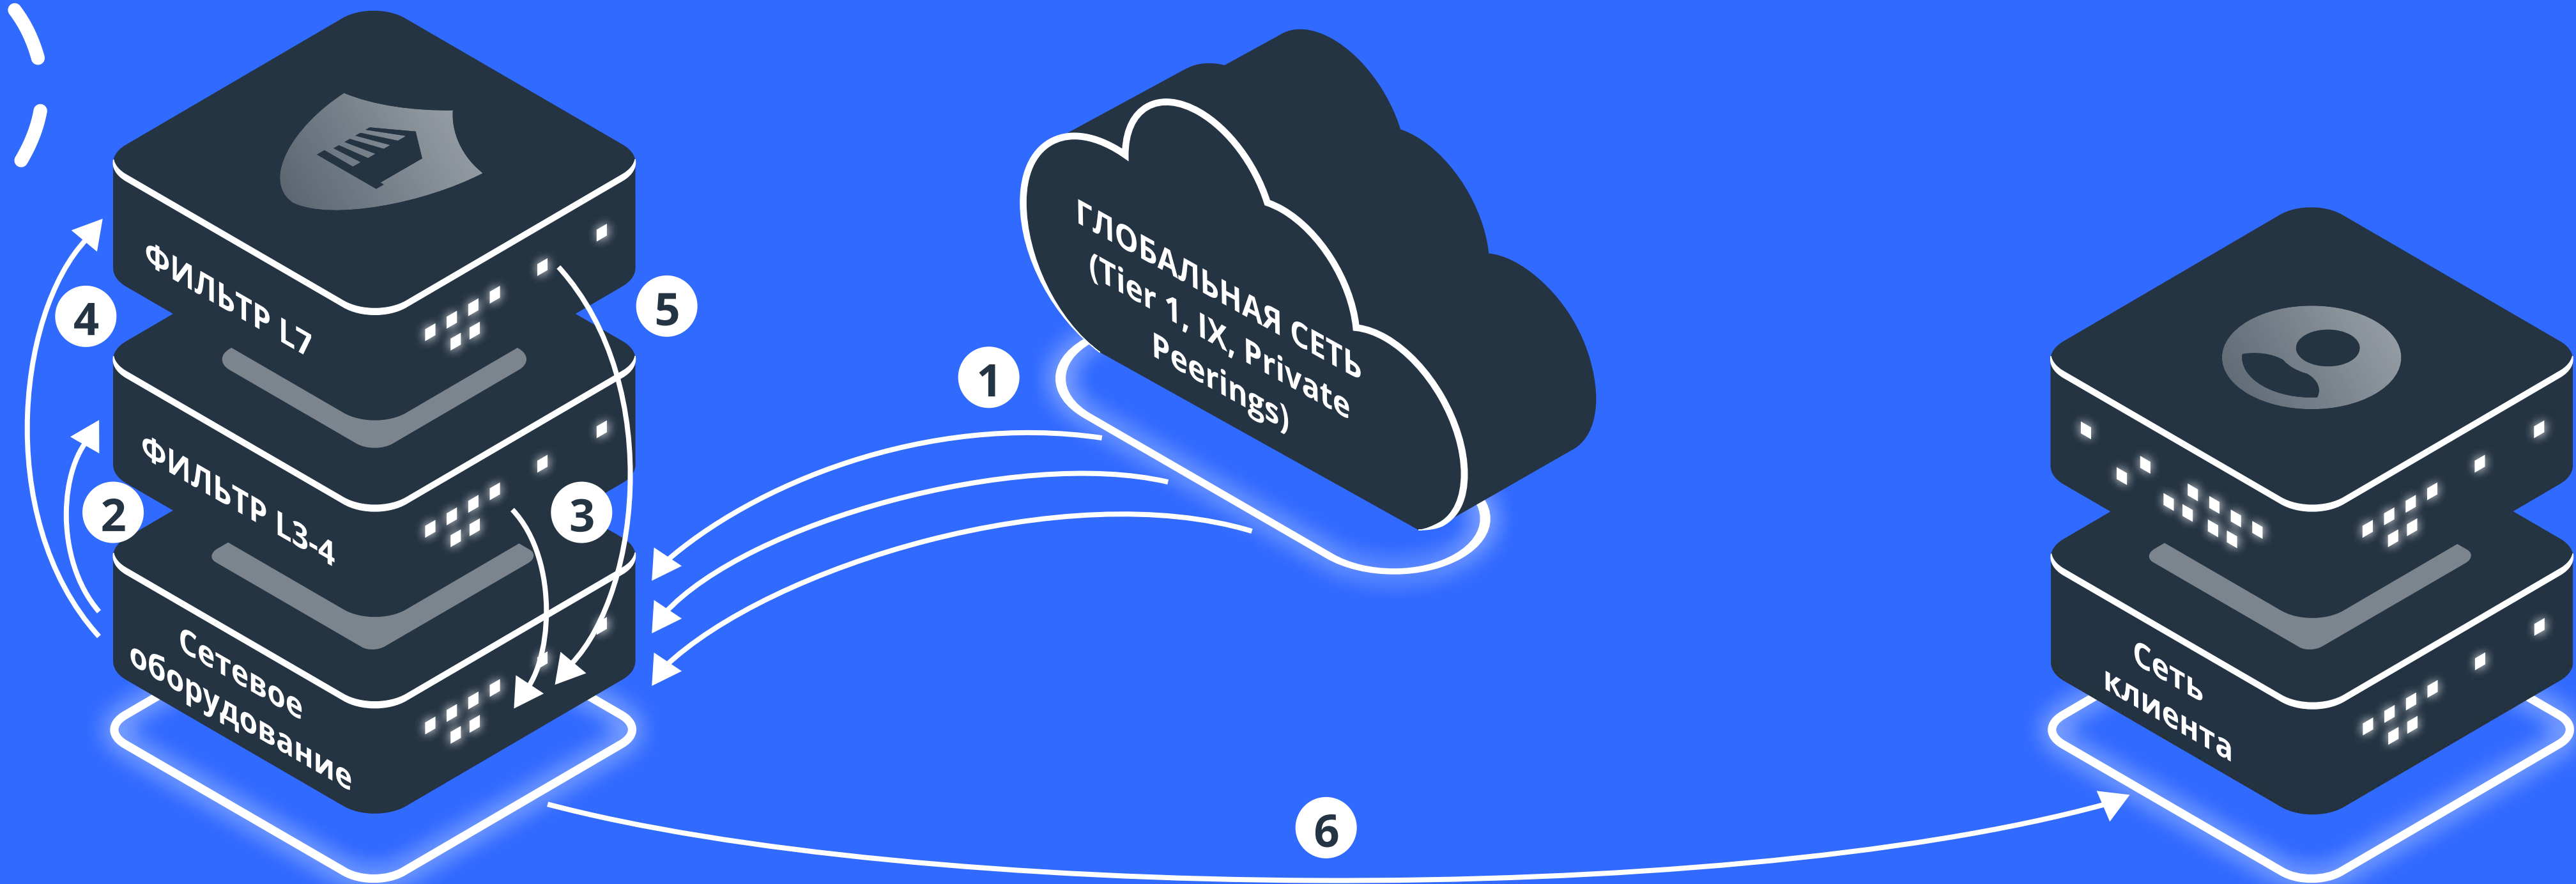 ФИЛЬТР L7
ФИЛЬТР L3-4
Сетевое
оборудование
4
5
2
3
1
ГЛОБАЛЬНАЯ СЕТЬ
(Tier 1, IX, Private
Peerings)
6
Сеть
клиента